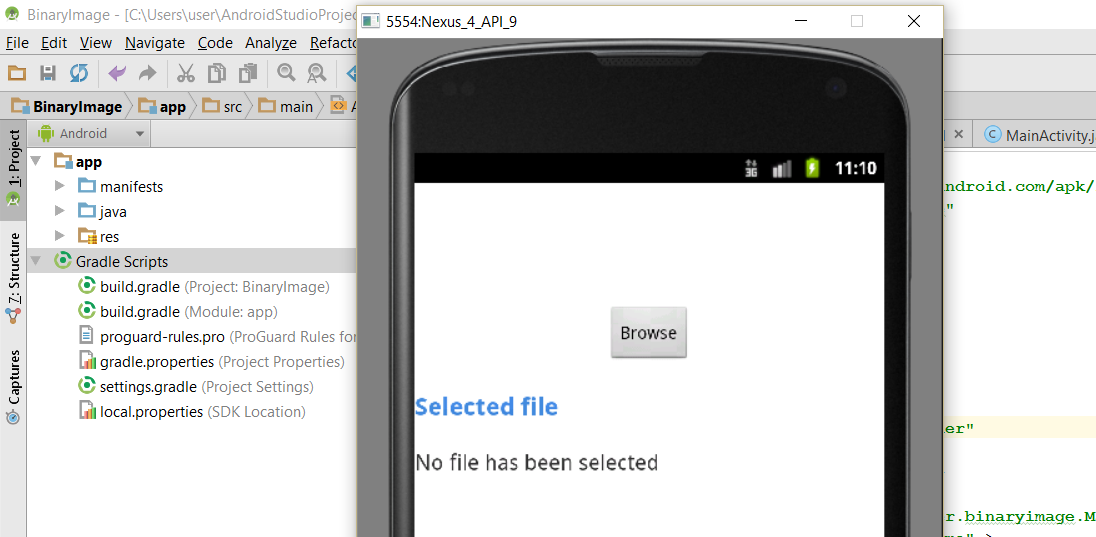 BinaryImage - [C:\Users\user\AndroidStudioProje
File Edit View Navigate Code Analyze Refacto
BinaryImage app src main
Android
1: Project
7: Structure
Captures
app
manifests
java
res
Gradle Scripts
build.gradle (Project: BinaryImage)
build.gradle (Module: app)
proguard-rules.pro (ProGuard Rules for
gradle.properties (Project Properties)
settings.gradle (Project Settings)
local.properties (SDK Location)
5554:Nexus_4_API_9
3G 11:10
Browse
Selected file
No file has been selected
MainActivity.j
ndroid.com/apk/
"
er"
r.binaryimage.M